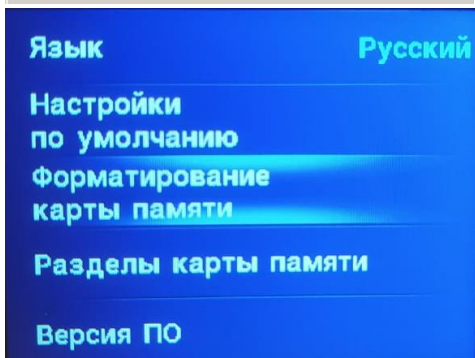 Язык Русский
Настройки
по умолчанию
Форматирование
карты памяти
Разделы карты памяти
Версия ПО